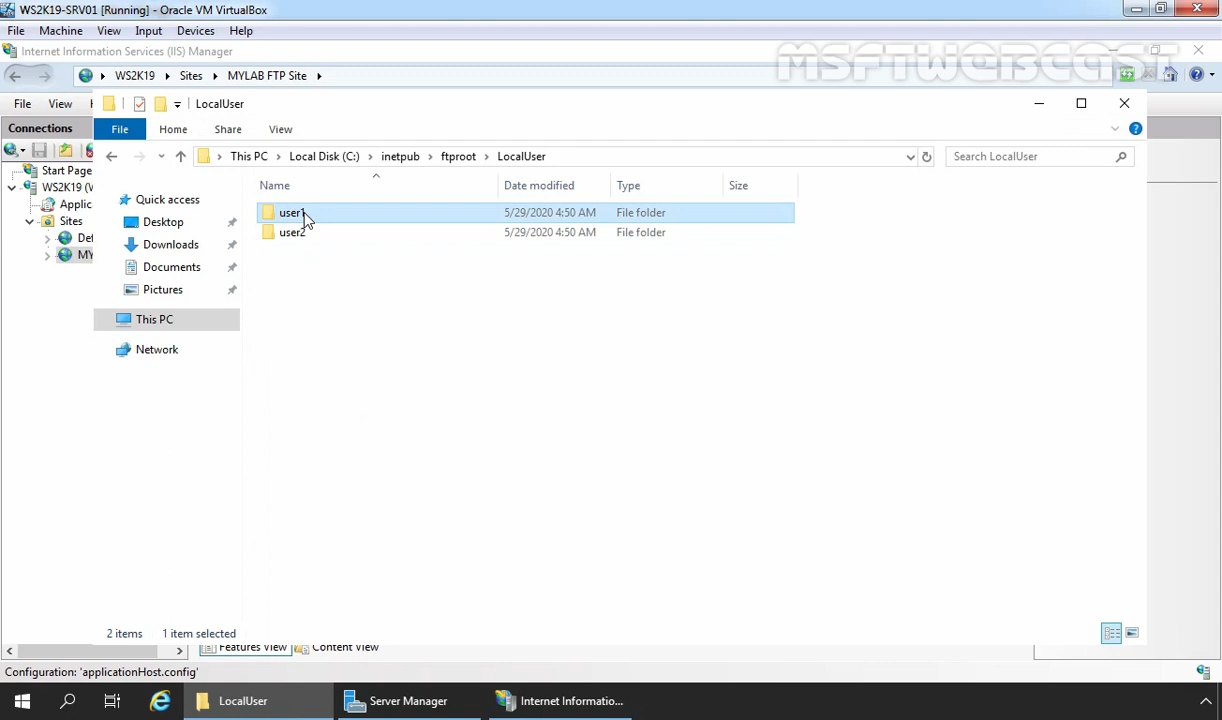 WS2K19-SRV01 [Running] - Oracle VM VirtualBox
File Machine View Input Devices Help
Internet Information Services (IIS) Manager
MSFTWEBCAST
WS2K19 Sites MYLAB FTP Site
File View
LocalUser
Connections
File Home Share View
This PC Local Disk (C:) inetpub ftproot LocalUser
Search LocalUser
Start Page
WS2K19 (W
Applic
Sites
Det
MY
Quick access
Desktop
Downloads
Documents
Pictures
This PC
Network
Name Date modified Type Size
user1 5/29/2020 4:50 AM File folder
user2 5/29/2020 4:50 AM File folder
2 items 1 item selected
Features View Content View
Configuration: 'applicationHost.config'
LocalUser Server Manager Internet Informatio...